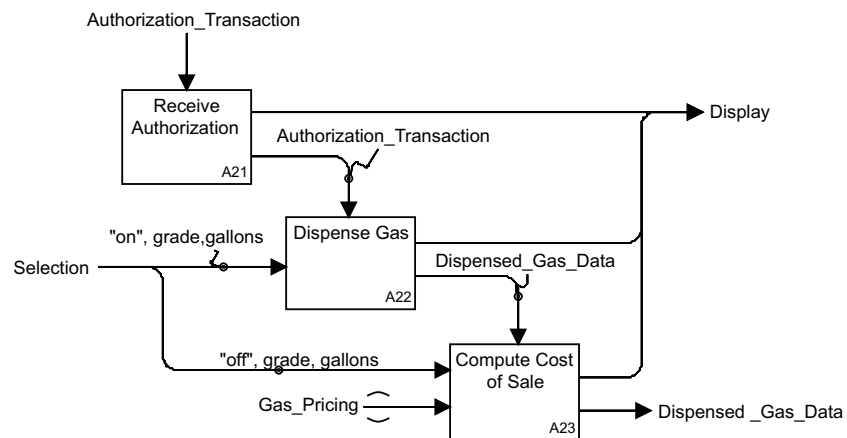 Authorization_Transaction
Receive
Authorization
A21
Display
Authorization_Transaction
"on", grade,gallons
Dispense Gas
A22
Selection
Dispensed_Gas_Data
"off", grade, gallons
Compute Cost
of Sale
A23
Gas_Pricing
Dispensed _Gas_Data